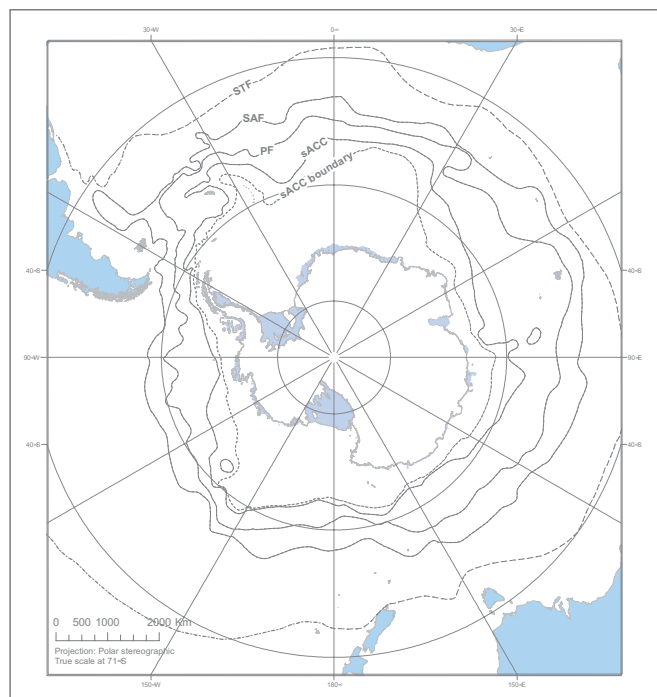 30°W
0°
30°E
STF
SAF
PF
sACC
sACC boundary
40°S
40°S
90°W
90°E
40°S
40°S
0 500 1000 2000 Km
Projection: Polar stereographic
True scale at 71°S
150°W
180°
150°E